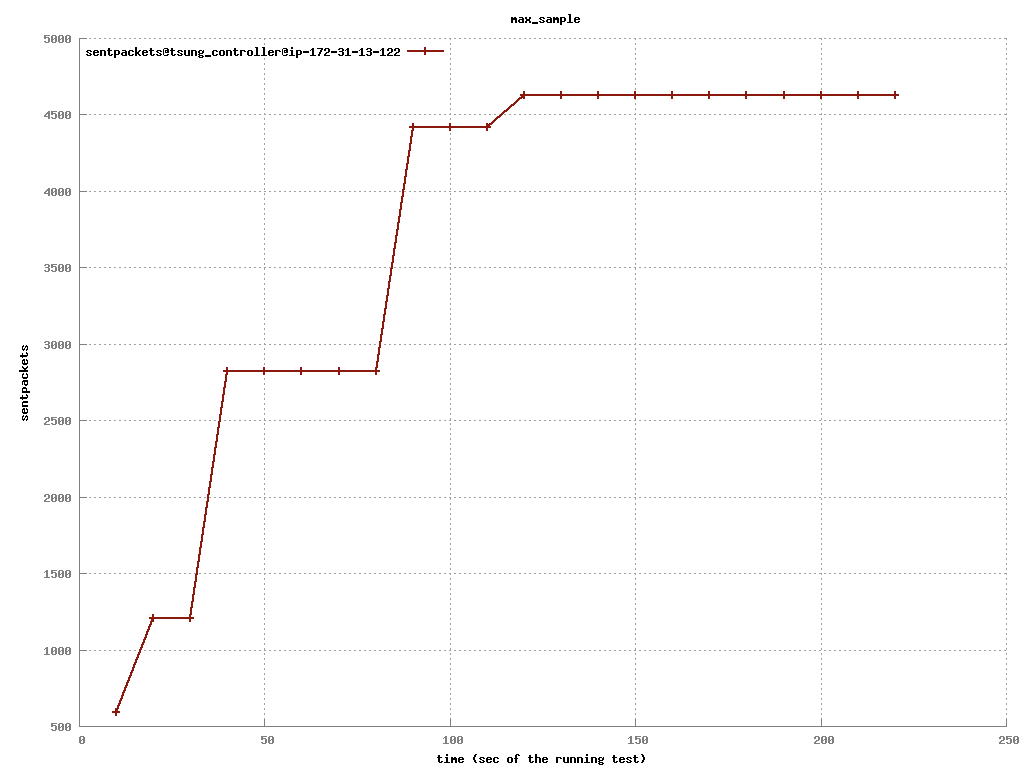 max_sample
sentpackets@tsung_controller@ip-172-31-13-122
5000
4500
4000
3500
3000
2500
2000
1500
1000
500
sentpackets
0 50 100 150 200 250
time (sec of the running test)